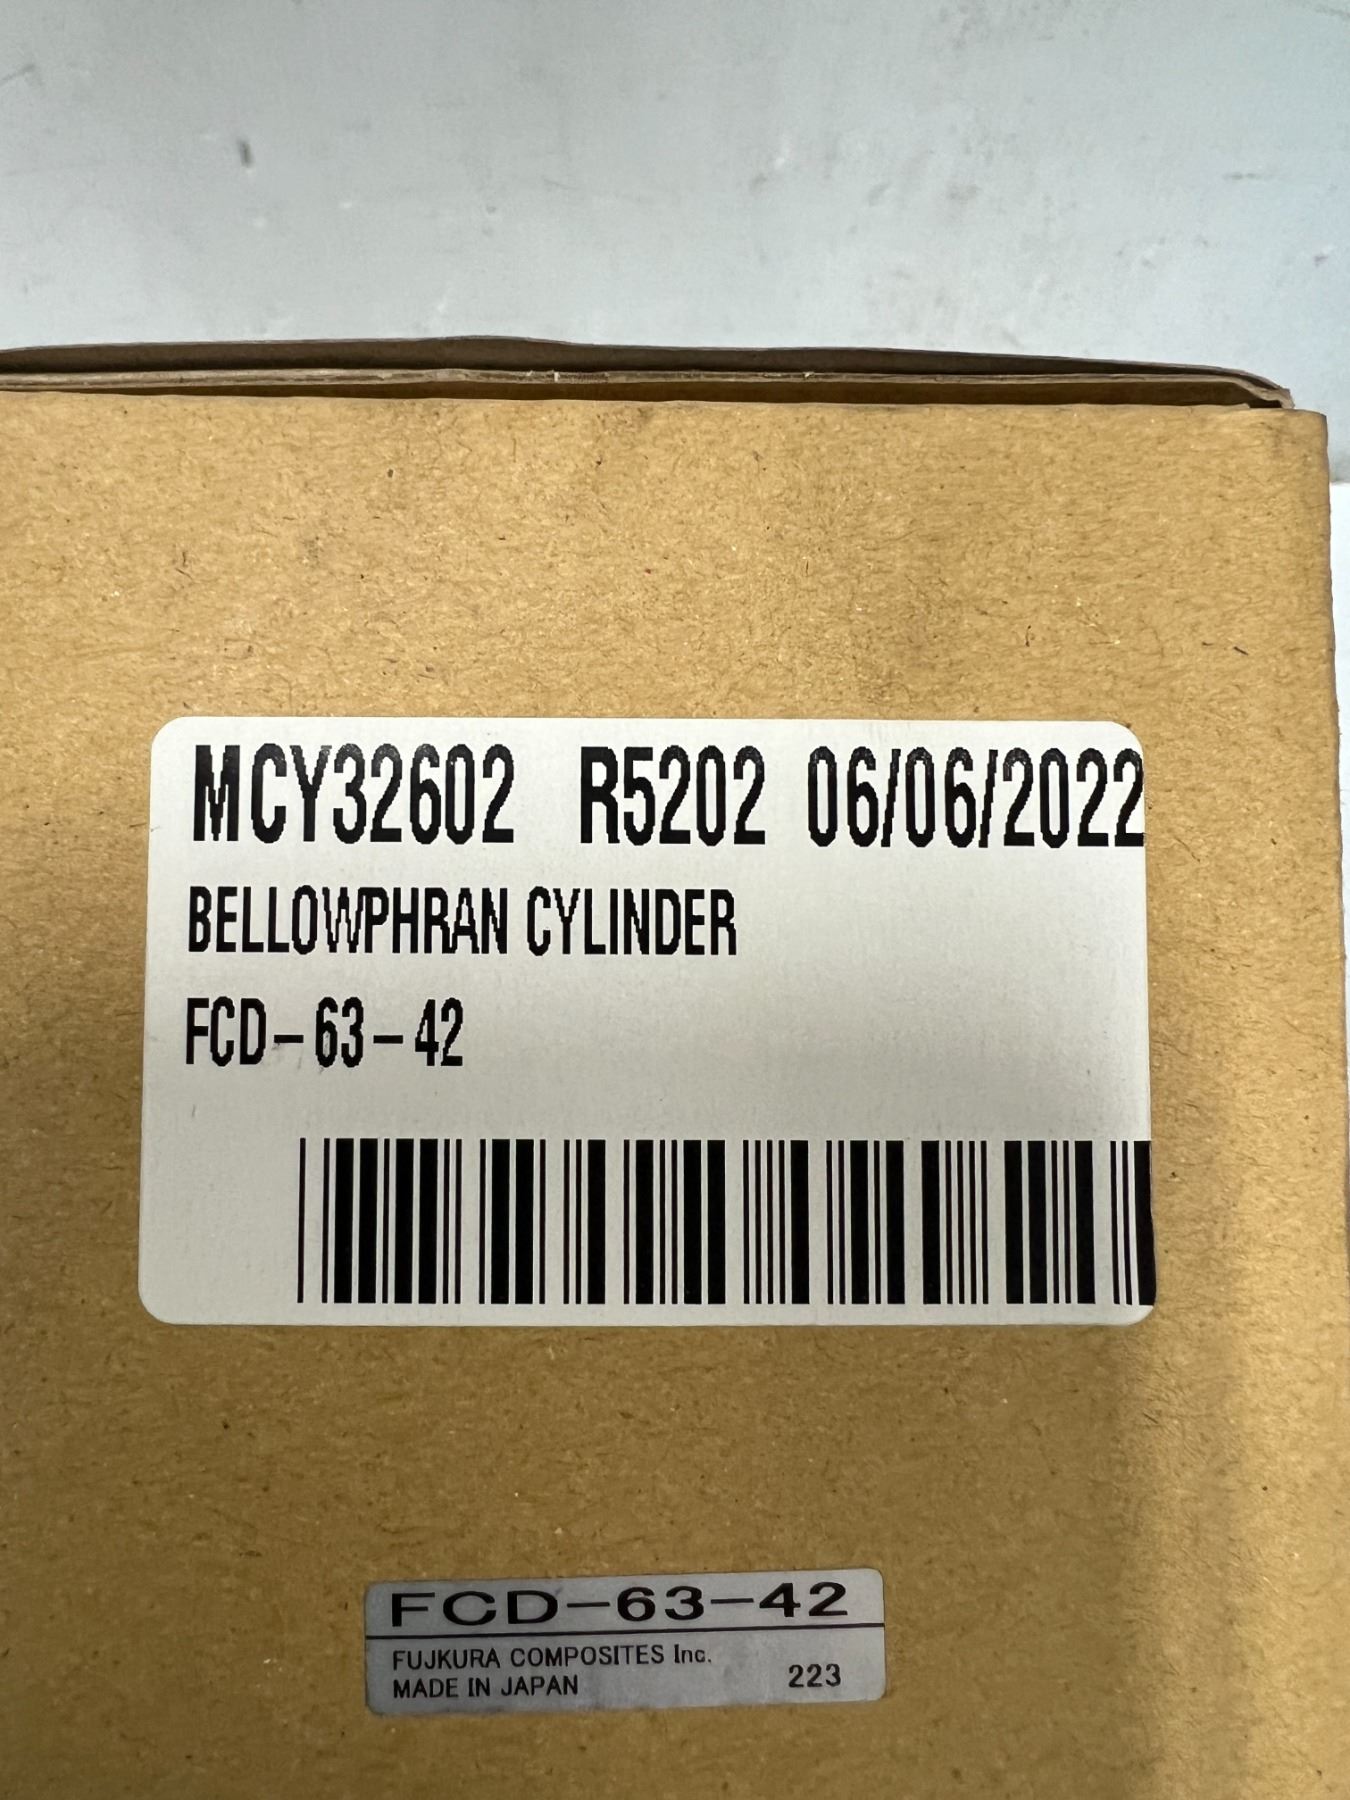 MCY32602 R5202 06/06/2022
BELLOWPHRAN CYLINDER
FCD-63-42
FCD-63-42
FUJKURA COMPOSITES Inc.
MADE IN JAPAN 223